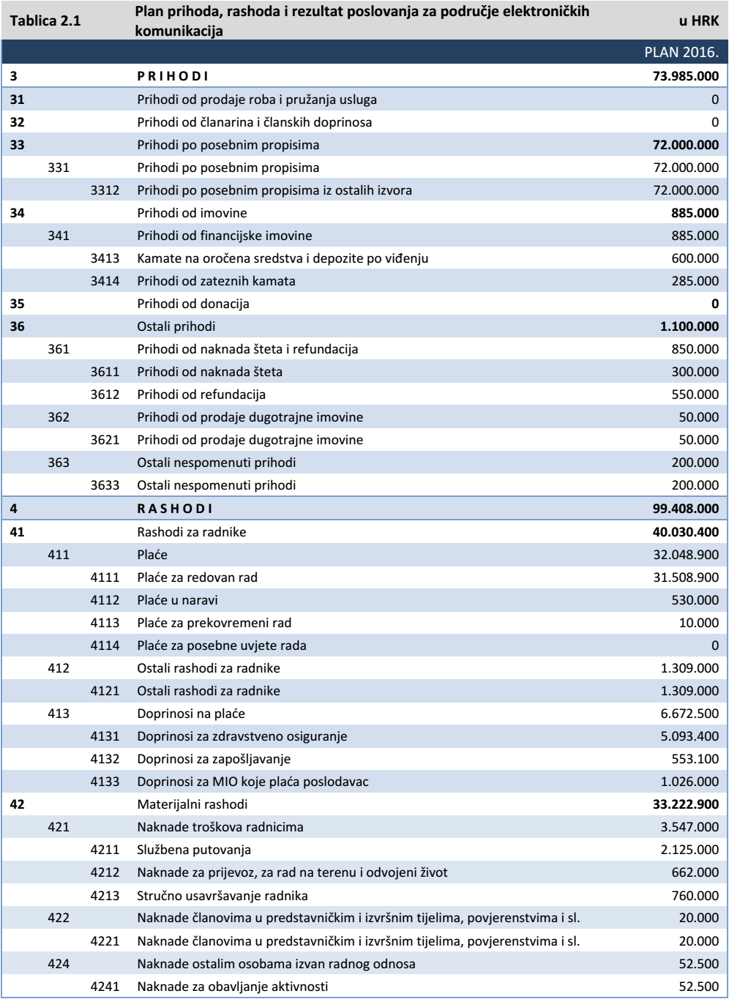 Tablica 2.1 Plan prihoda, rashoda i rezultat poslovanja za područje elektroničkih komunikacija u HRK
PLAN 2016.
3 P R I H O D I 73.985.000
31 Prihodi od prodaje roba i pružanja usluga 0
32 Prihodi od članarina i članskih doprinosa 0
33 Prihodi po posebnim propisima 72.000.000
331 Prihodi po posebnim propisima 72.000.000
3312 Prihodi po posebnim propisima iz ostalih izvora 72.000.000
34 Prihodi od imovine 885.000
341 Prihodi od financijske imovine 885.000
3413 Kamate na oročena sredstva i depozite po viđenju 600.000
3414 Prihodi od zateznih kamata 285.000
35 Prihodi od donacija 0
36 Ostali prihodi 1.100.000
361 Prihodi od naknada šteta i refundacija 850.000
3611 Prihodi od naknada šteta 300.000
3612 Prihodi od refundacija 550.000
362 Prihodi od prodaje dugotrajne imovine 50.000
3621 Prihodi od prodaje dugotrajne imovine 50.000
363 Ostali nespomenuti prihodi 200.000
3633 Ostali nespomenuti prihodi 200.000
4 R A S H O D I 99.408.000
41 Rashodi za radnike 40.030.400
411 Plaće 32.048.900
4111 Plaće za redovan rad 31.508.900
4112 Plaće u naravi 530.000
4113 Plaće za prekovremeni rad 10.000
4114 Plaće za posebne uvjete rada 0
412 Ostali rashodi za radnike 1.309.000
4121 Ostali rashodi za radnike 1.309.000
413 Doprinosi na plaće 6.672.500
4131 Doprinosi za zdravstveno osiguranje 5.093.400
4132 Doprinosi za zapošljavanje 553.100
4133 Doprinosi za MIO koje plaća poslodavac 1.026.000
42 Materijalni rashodi 33.222.900
421 Naknade troškova radnicima 3.547.000
4211 Službena putovanja 2.125.000
4212 Naknade za prijevoz, za rad na terenu i odvojeni život 662.000
4213 Stručno usavršavanje radnika 760.000
422 Naknade članovima u predstavničkim i izvršnim tijelima, povjerenstvima i sl. 20.000
4221 Naknade članovima u predstavničkim i izvršnim tijelima, povjerenstvima i sl. 20.000
424 Naknade ostalim osobama izvan radnog odnosa 52.500
4241 Naknade za obavljanje aktivnosti 52.500